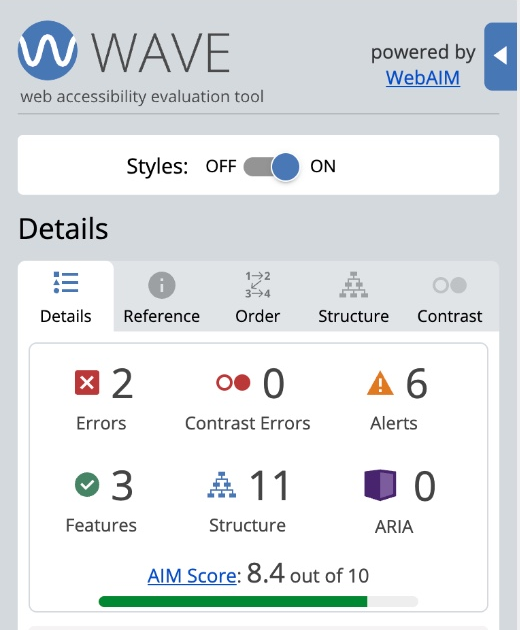 WAVE
web accessibility evaluation tool
powered by
WebAIM
Styles: OFF ON
Details
1 2
3 4
Details Reference Order Structure Contrast
2 0 6
Errors Contrast Errors Alerts
3 11 0
Features Structure ARIA
AIM Score: 8.4 out of 10